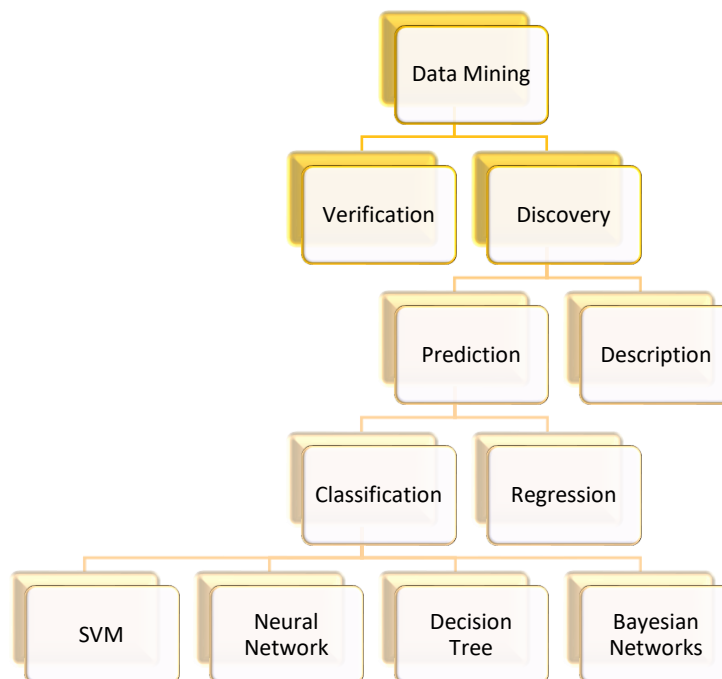 Data Mining
Verification
Discovery
Prediction
Description
Classification
Regression
SVM
Neural
Network
Decision
Tree
Bayesian
Networks